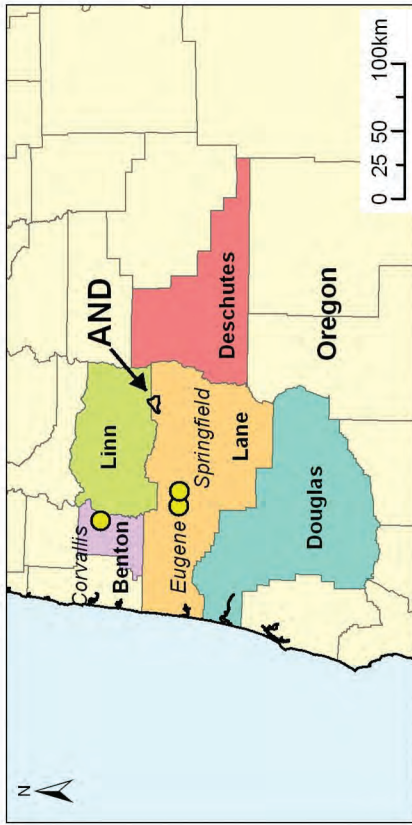 N
Corvallis
Benton
Linn
AND
Eugene
Springfield
Lane
Deschutes
Douglas
Oregon
0 25 50 100km